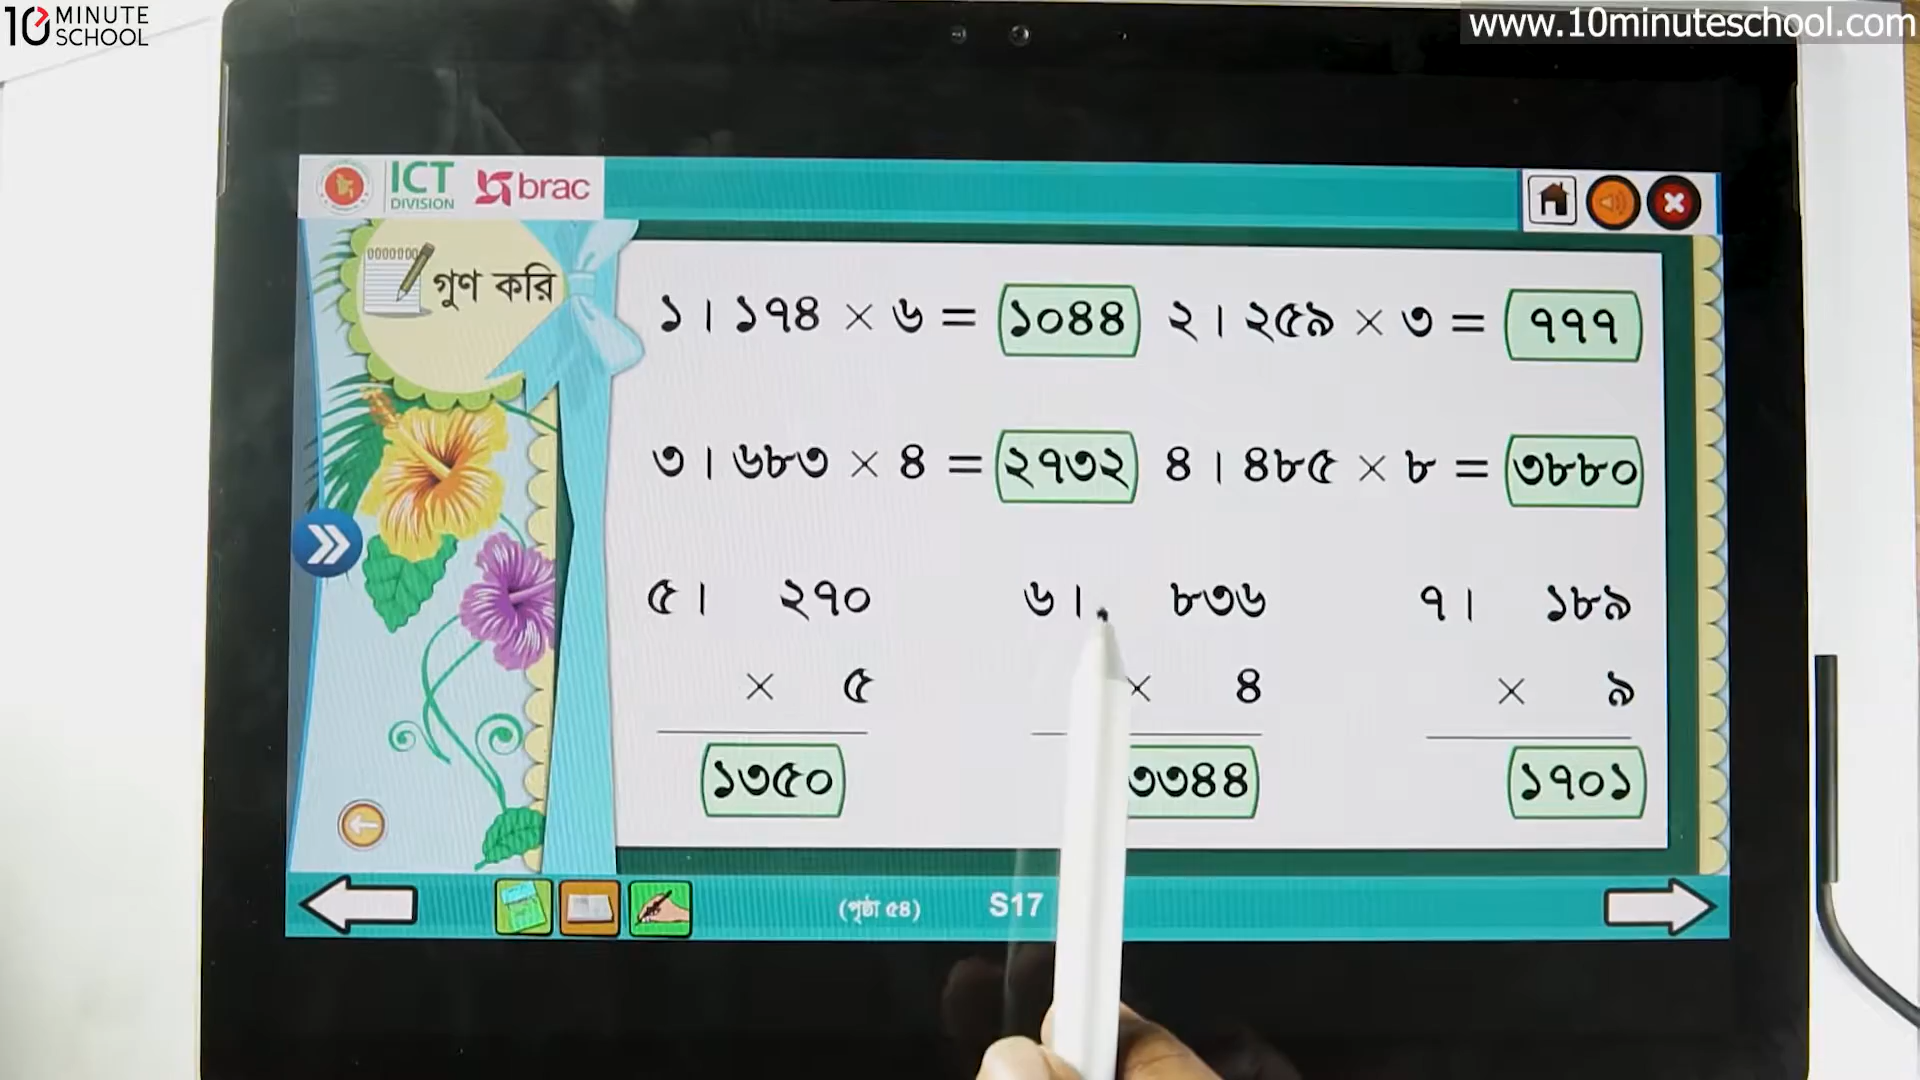 10 MINUTE SCHOOL
www.10minuteschool.com
ICT DIVISION brac
গুণ করি
১। ১৭৪ × ৬ = ১০৪৪ ২। ২৫৯ × ৩ = ৭৭৭
৩। ৬৮৩ × ৪ = ২৭৩২ ৪। ৪৮৫ × ৮ = ৩৮৮০
৫। ২৭০ ৬। ৮৩৬ ৭। ১৮৯
× ৫ × ৪ × ৯
১৩৫০ ৩৩৪৪ ১৭০১
(পৃষ্ঠা ৫৪) S17